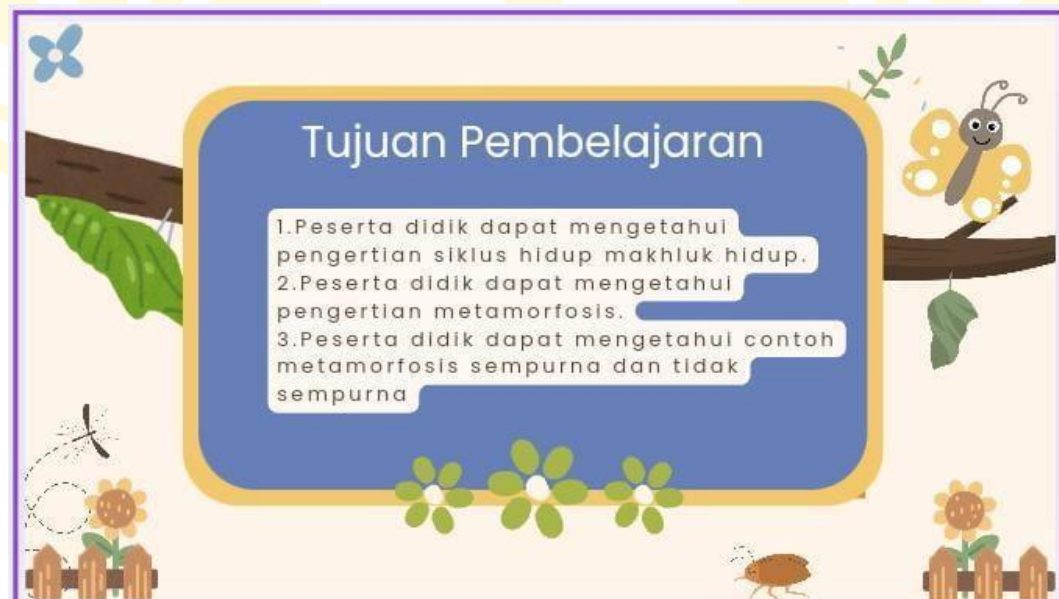 Tujuan Pembelajaran
1.Peserta didik dapat mengetahui
pengertian siklus hidup makhluk hidup.
2.Peserta didik dapat mengetahui
pengertian metamorfosis.
3.Peserta didik dapat mengetahui contoh
metamorfosis sempurna dan tidak
sempurna